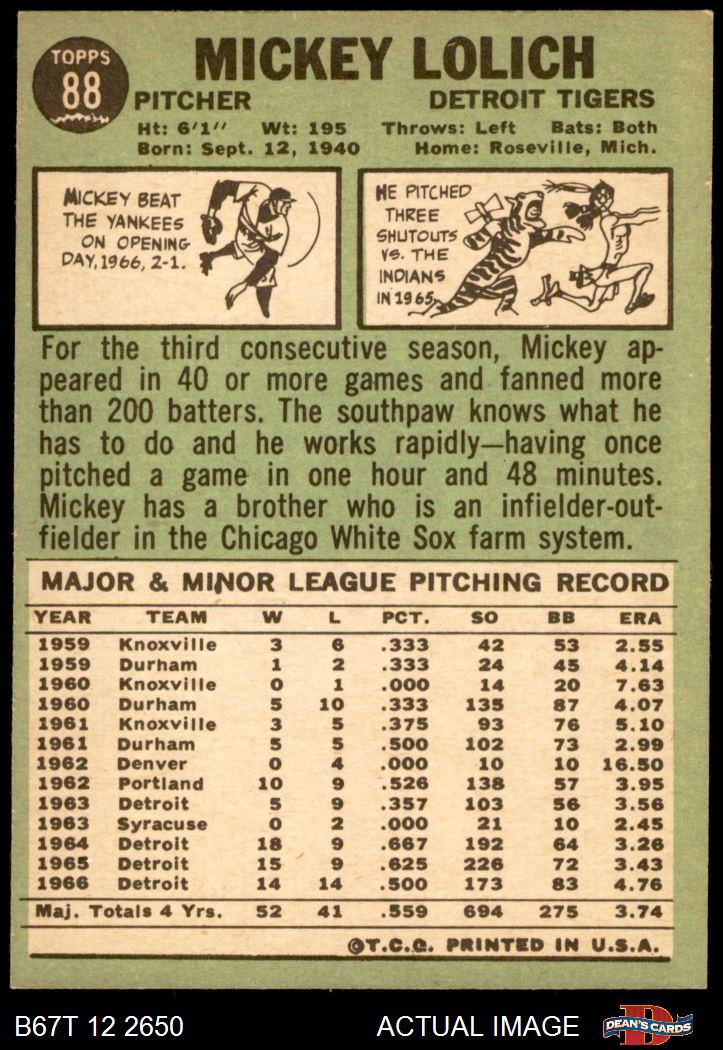 TOPPS
88
MICKEY LOLICH
PITCHER DETROIT TIGERS
Ht: 6'1" Wt: 195 Throws: Left Bats: Both
Born: Sept. 12, 1940 Home: Roseville, Mich.
MICKEY BEAT
THE YANKEES
ON OPENING
DAY, 1966, 2-1.
HE PITCHED
THREE
SHUTOUTS
VS. THE
INDIANS
IN 1965
For the third consecutive season, Mickey ap-
peared in 40 or more games and fanned more
than 200 batters. The southpaw knows what he
has to do and he works rapidly—having once
pitched a game in one hour and 48 minutes.
Mickey has a brother who is an infielder-out-
fielder in the Chicago White Sox farm system.
MAJOR & MINOR LEAGUE PITCHING RECORD
YEAR TEAM W L PCT. SO BB ERA
1959 Knoxville 3 6 .333 42 53 2.55
1959 Durham 1 2 .333 24 45 4.14
1960 Knoxville 0 1 .000 14 20 7.63
1960 Durham 5 10 .333 135 87 4.07
1961 Knoxville 3 5 .375 93 76 5.10
1961 Durham 5 5 .500 102 73 2.99
1962 Denver 0 4 .000 10 10 16.50
1962 Portland 10 9 .526 138 57 3.95
1963 Detroit 5 9 .357 103 56 3.56
1963 Syracuse 0 2 .000 21 10 2.45
1964 Detroit 18 9 .667 192 64 3.26
1965 Detroit 15 9 .625 226 72 3.43
1966 Detroit 14 14 .500 173 83 4.76
Maj. Totals 4 Yrs. 52 41 .559 694 275 3.74
©T.C.G. PRINTED IN U.S.A.
B67T 12 2650 ACTUAL IMAGE D DEAN'S CARDS